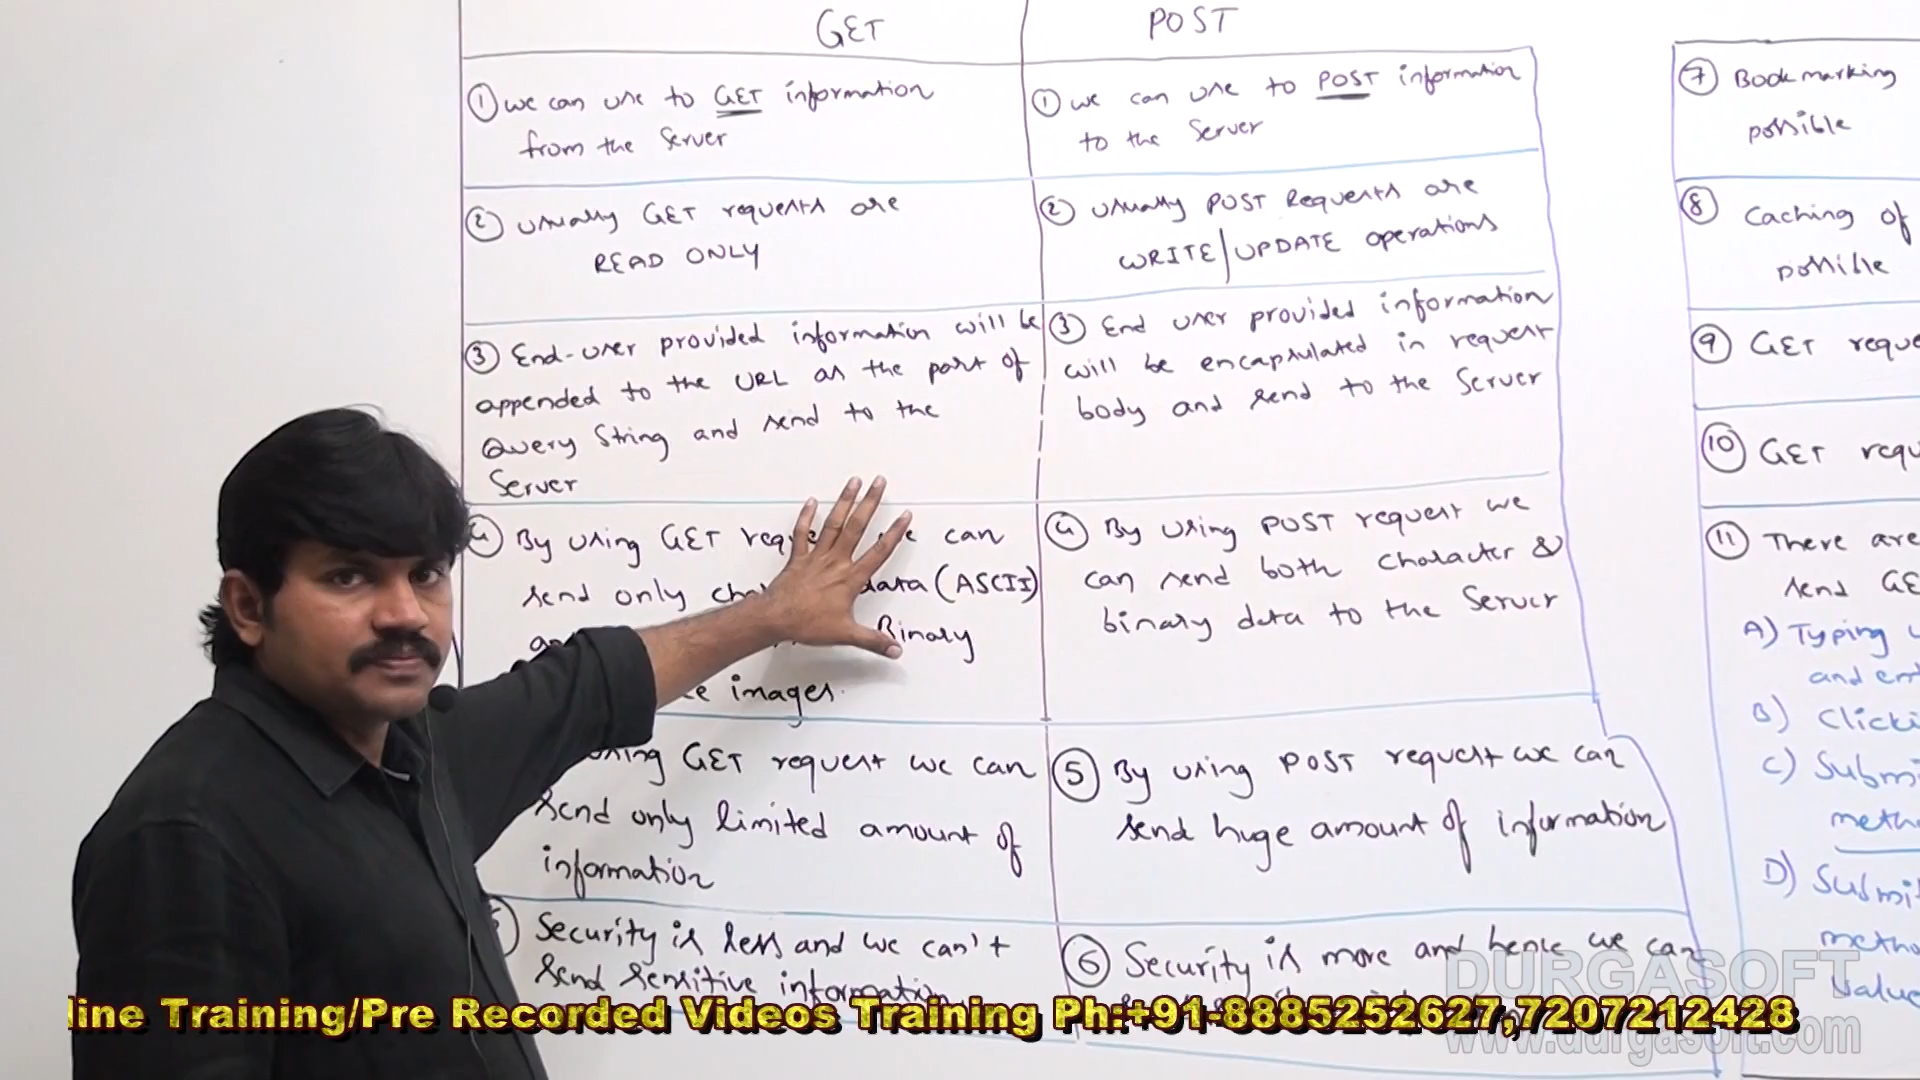 GET
① we can use to GET information
from the Server
② usually GET requests are
READ ONLY
③ End-user provided information will be
appended to the URL as the part of
Query String and send to the
Server
④ By using GET we can
send only data (ASCII)
Binary
images.
using GET request we can
send only limited amount of
information
Security is less and we can't
send sensitive information
POST
① we can use to POST information
to the Server
② usually POST Requests are
WRITE/UPDATE operations
③ End user provided information
will be encapsulated in request
body and send to the Server
④ By using POST request we
can send both character &
binary data to the Server
⑤ By using POST request we can
send huge amount of information
⑥ Security is more and hence we can
⑦ Bookmarking
possible
⑧ Caching of
possible
⑨ GET
⑩ GET
⑪ There are
send
A) Typing
and
B)
C)
D)
DURGASOFT
www.durgasoft.com
line Training/Pre Recorded Videos Training Ph:+91-8885252627,7207212428